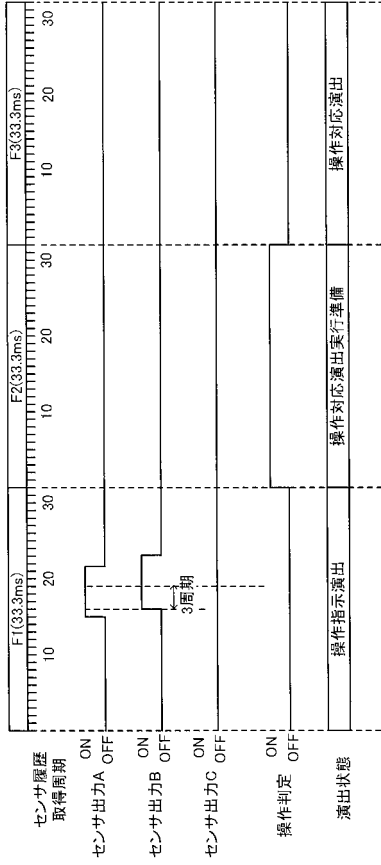 F1(33.3ms) F2(33.3ms) F3(33.3ms)
センサ履歴
取得周期
10 20 30 10 20 30 10 20 30
センサ出力A ON
OFF
センサ出力B ON
OFF
3周期
センサ出力C ON
OFF
操作判定 ON
OFF
演出状態 操作指示演出 操作対応演出実行準備 操作対応演出